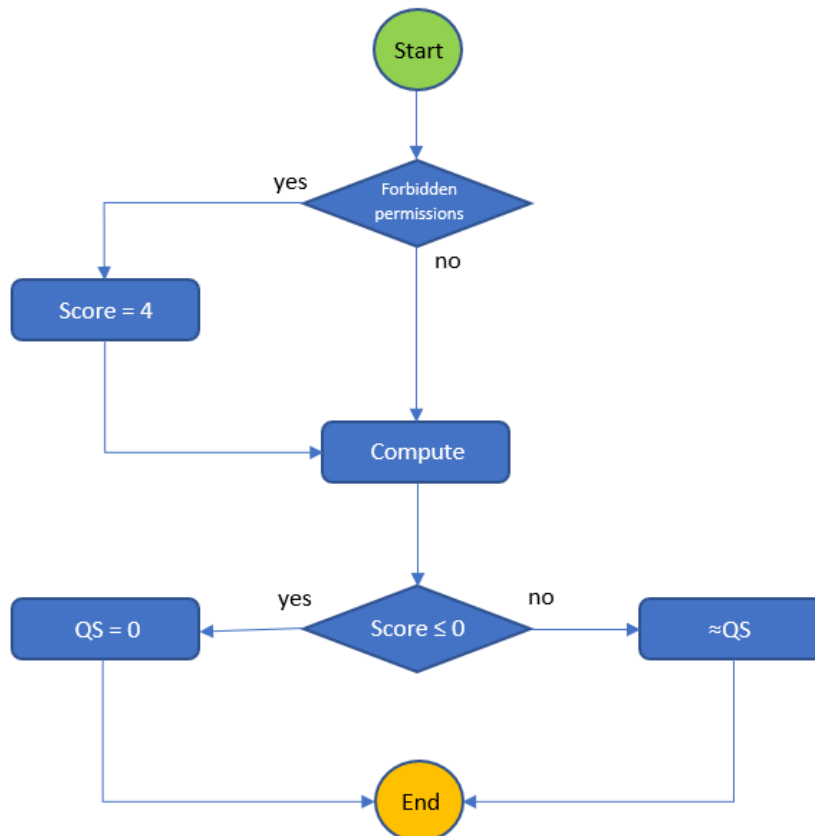 Start
yes
Forbidden
permissions
no
Score = 4
Compute
yes
no
QS = 0
Score ≤ 0
≈QS
End